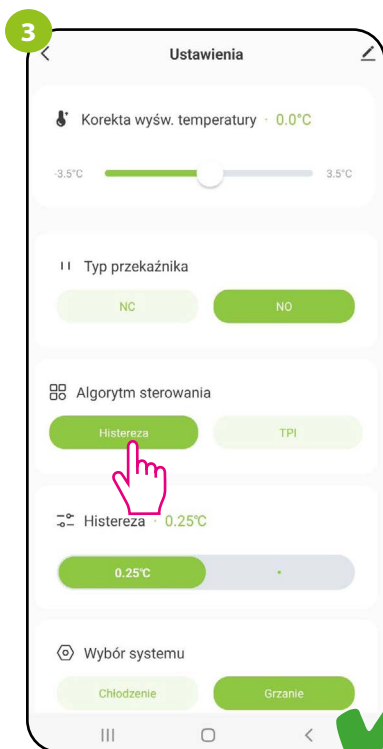 3
Ustawienia
Korekta wyśw. temperatury · 0.0°C
-3.5°C 3.5°C
Typ przekaźnika
NC NO
Algorytm sterowania
Histereza TPI
Histereza · 0.25°C
0.25°C
Wybór systemu
Chłodzenie Grzanie